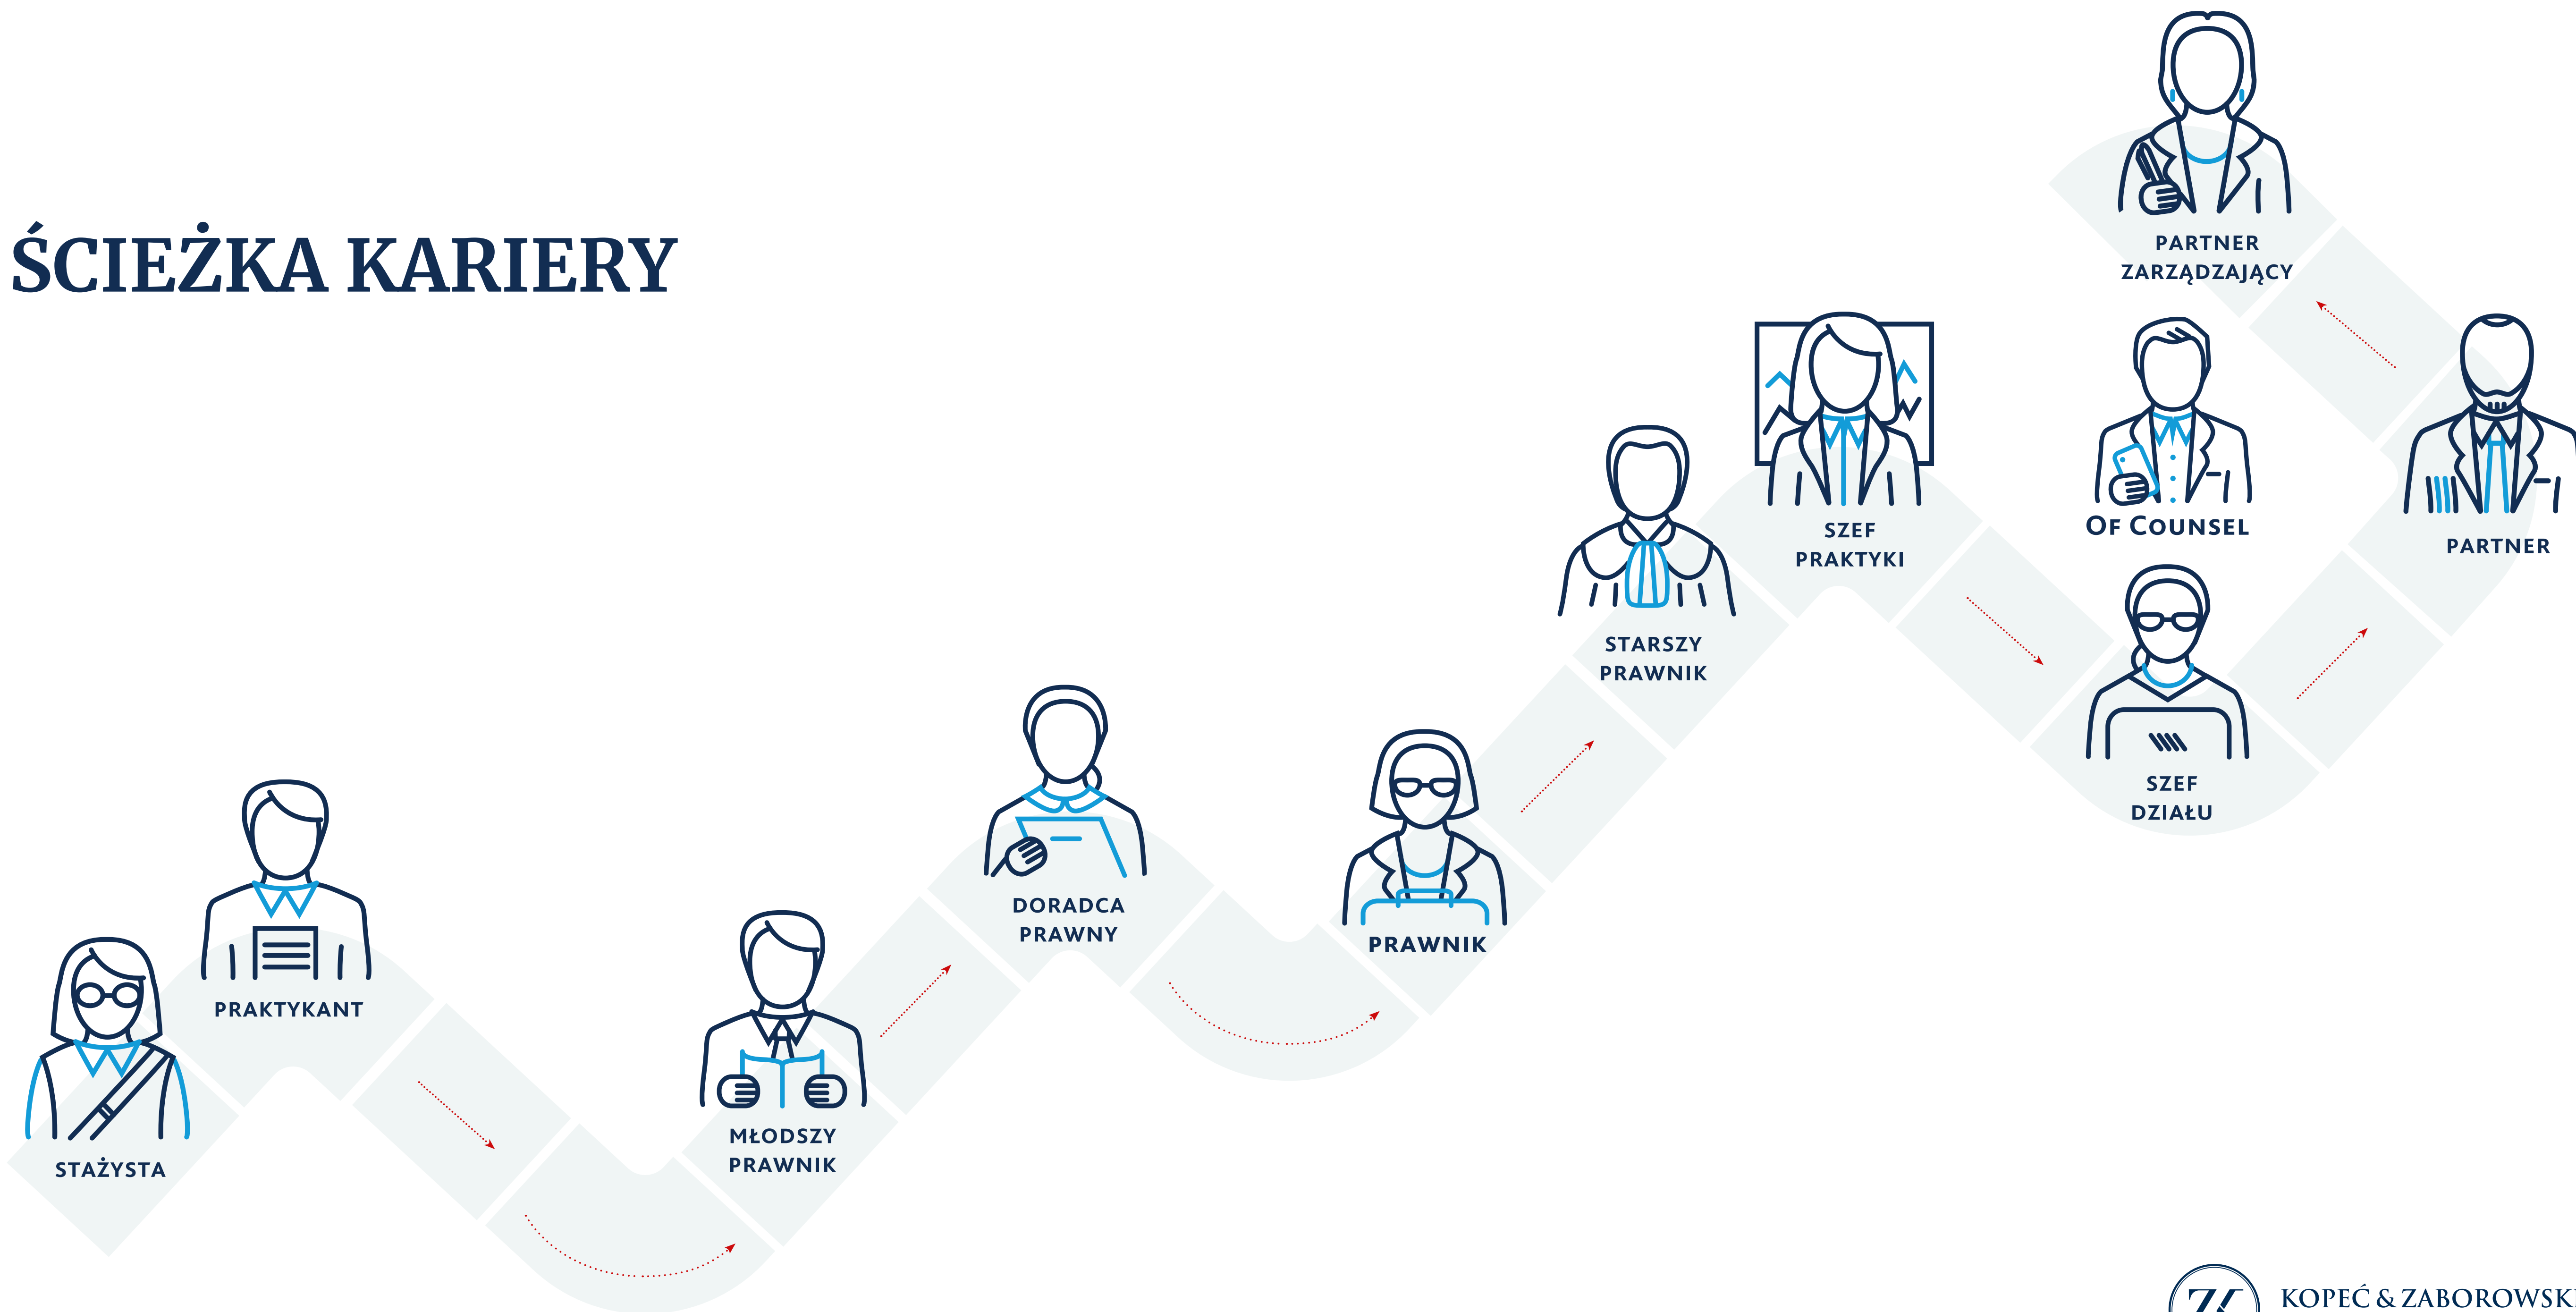 ŚCIEŻKA KARIERY
STAŻYSTA
PRAKTYKANT
MŁODSZY
PRAWNIK
DORADCA
PRAWNY
PRAWNIK
STARSZY
PRAWNIK
SZEF
PRAKTYKI
SZEF
DZIAŁU
OF COUNSEL
PARTNER
PARTNER
ZARZĄDZAJĄCY
KOPEĆ & ZABOROWSK